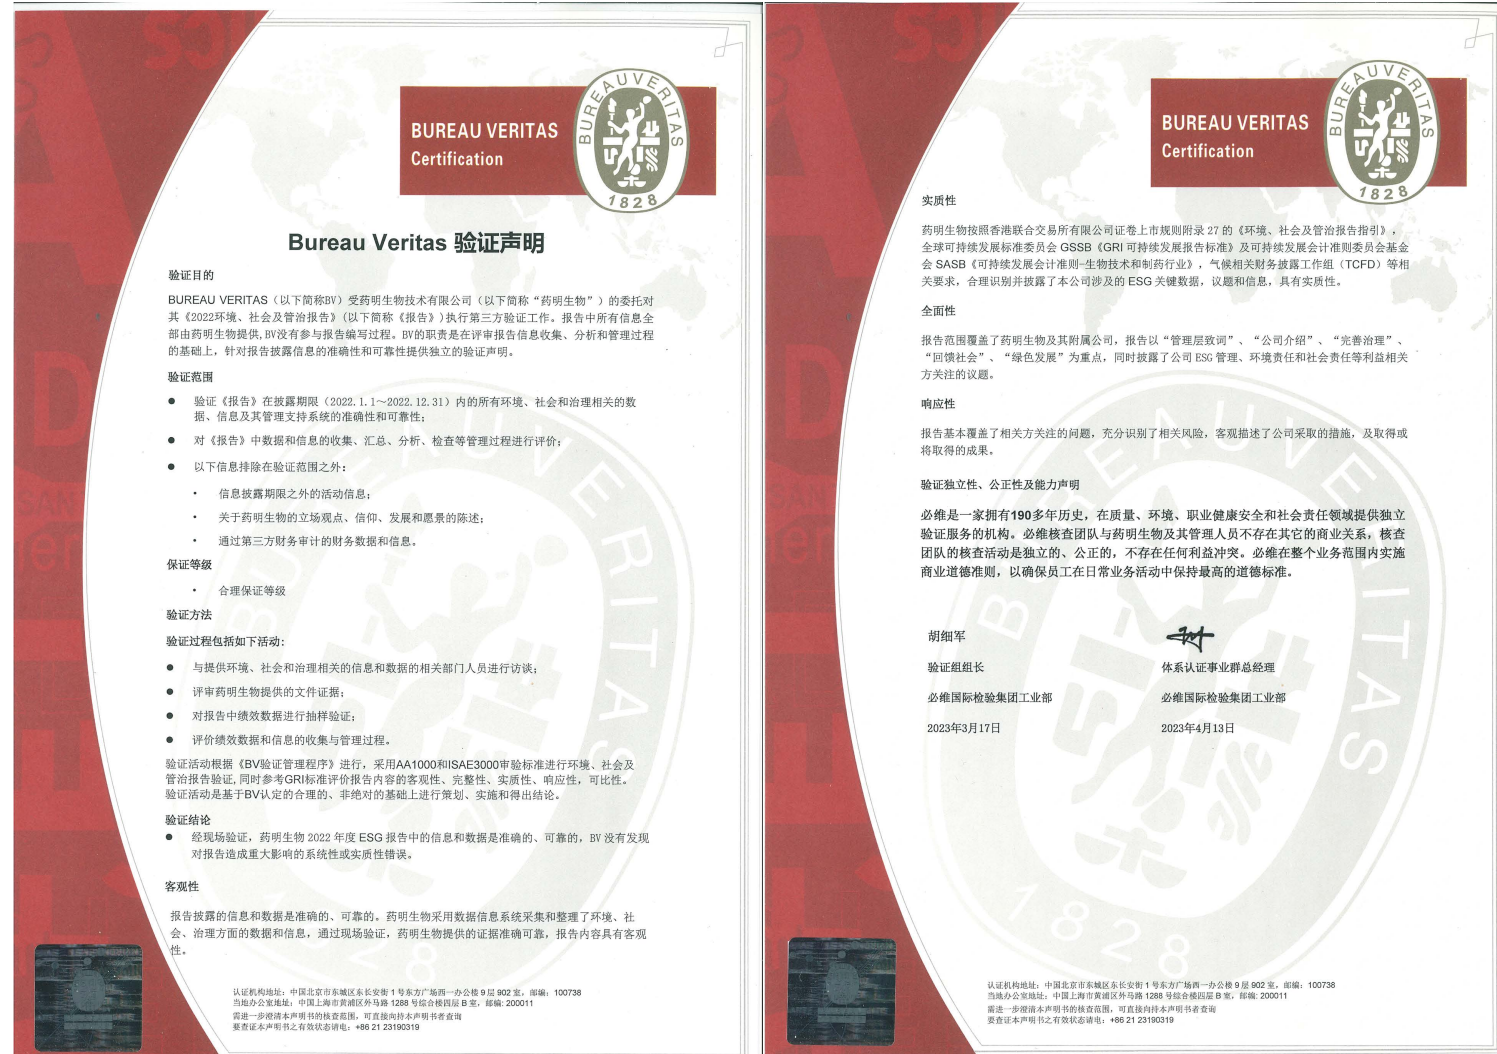 BUREAU VERITAS
Certification
BUREAU VERITAS
1828
Bureau Veritas 验证声明
验证目的
BUREAU VERITAS（以下简称BV）受药明生物技术有限公司（以下简称“药明生物”）的委托对
其《2022环境、社会及管治报告》(以下简称《报告》)执行第三方验证工作。报告中所有信息全
部由药明生物提供,BV没有参与报告编写过程。BV的职责是在评审报告信息收集、分析和管理过程
的基础上，针对报告披露信息的准确性和可靠性提供独立的验证声明。
验证范围
● 验证《报告》在披露期限（2022.1.1～2022.12.31）内的所有环境、社会和治理相关的数
据、信息及其管理支持系统的准确性和可靠性；
● 对《报告》中数据和信息的收集、汇总、分析、检查等管理过程进行评价；
● 以下信息排除在验证范围之外：
· 信息披露期限之外的活动信息；
· 关于药明生物的立场观点、信仰、发展和愿景的陈述；
· 通过第三方财务审计的财务数据和信息。
保证等级
· 合理保证等级
验证方法
验证过程包括如下活动：
● 与提供环境、社会和治理相关的信息和数据的相关部门人员进行访谈；
● 评审药明生物提供的文件证据；
● 对报告中绩效数据进行抽样验证；
● 评价绩效数据和信息的收集与管理过程。
验证活动根据《BV验证管理程序》进行，采用AA1000和ISAE3000审验标准进行环境、社会及
管治报告验证,同时参考GRI标准评价报告内容的客观性、完整性、实质性、响应性，可比性。
验证活动是基于BV认定的合理的、非绝对的基础上进行策划、实施和得出结论。
验证结论
● 经现场验证，药明生物 2022 年度 ESG 报告中的信息和数据是准确的、可靠的，BV 没有发现
对报告造成重大影响的系统性或实质性错误。
客观性
报告披露的信息和数据是准确的、可靠的。药明生物采用数据信息系统采集和整理了环境、社
会、治理方面的数据和信息，通过现场验证，药明生物提供的证据准确可靠，报告内容具有客观
性。
认证机构地址：中国北京市东城区东长安街 1 号东方广场西一办公楼 9 层 902 室，邮编：100738
当地办公室地址：中国上海市黄浦区外马路 1288 号综合楼四层 B 室，邮编: 200011
需进一步澄清本声明书的核查范围，可直接向持本声明书者查询
要查证本声明书之有效状态请电：+86 21 23190319
BUREAU VERITAS
Certification
BUREAU VERITAS
1828
实质性
药明生物按照香港联合交易所有限公司证卷上市规则附录 27 的《环境、社会及管治报告指引》，
全球可持续发展标准委员会 GSSB《GRI 可持续发展报告标准》及可持续发展会计准则委员会基金
会 SASB《可持续发展会计准则-生物技术和制药行业》，气候相关财务披露工作组（TCFD）等相
关要求，合理识别并披露了本公司涉及的 ESG 关键数据，议题和信息，具有实质性。
全面性
报告范围覆盖了药明生物及其附属公司，报告以“管理层致词”、“公司介绍”、“完善治理”、
“回馈社会”、“绿色发展”为重点，同时披露了公司 ESG 管理、环境责任和社会责任等利益相关
方关注的议题。
响应性
报告基本覆盖了相关方关注的问题，充分识别了相关风险，客观描述了公司采取的措施，及取得或
将取得的成果。
验证独立性、公正性及能力声明
必维是一家拥有190多年历史，在质量、环境、职业健康安全和社会责任领域提供独立
验证服务的机构。必维核查团队与药明生物及其管理人员不存在其它的商业关系，核查
团队的核查活动是独立的、公正的，不存在任何利益冲突。必维在整个业务范围内实施
商业道德准则，以确保员工在日常业务活动中保持最高的道德标准。
胡细军
验证组组长
体系认证事业群总经理
必维国际检验集团工业部
必维国际检验集团工业部
2023年3月17日
2023年4月13日
认证机构地址：中国北京市东城区东长安街 1 号东方广场西一办公楼 9 层 902 室，邮编：100738
当地办公室地址：中国上海市黄浦区外马路 1288 号综合楼四层 B 室，邮编: 200011
需进一步澄清本声明书的核查范围，可直接向持本声明书者查询
要查证本声明书之有效状态请电：+86 21 23190319